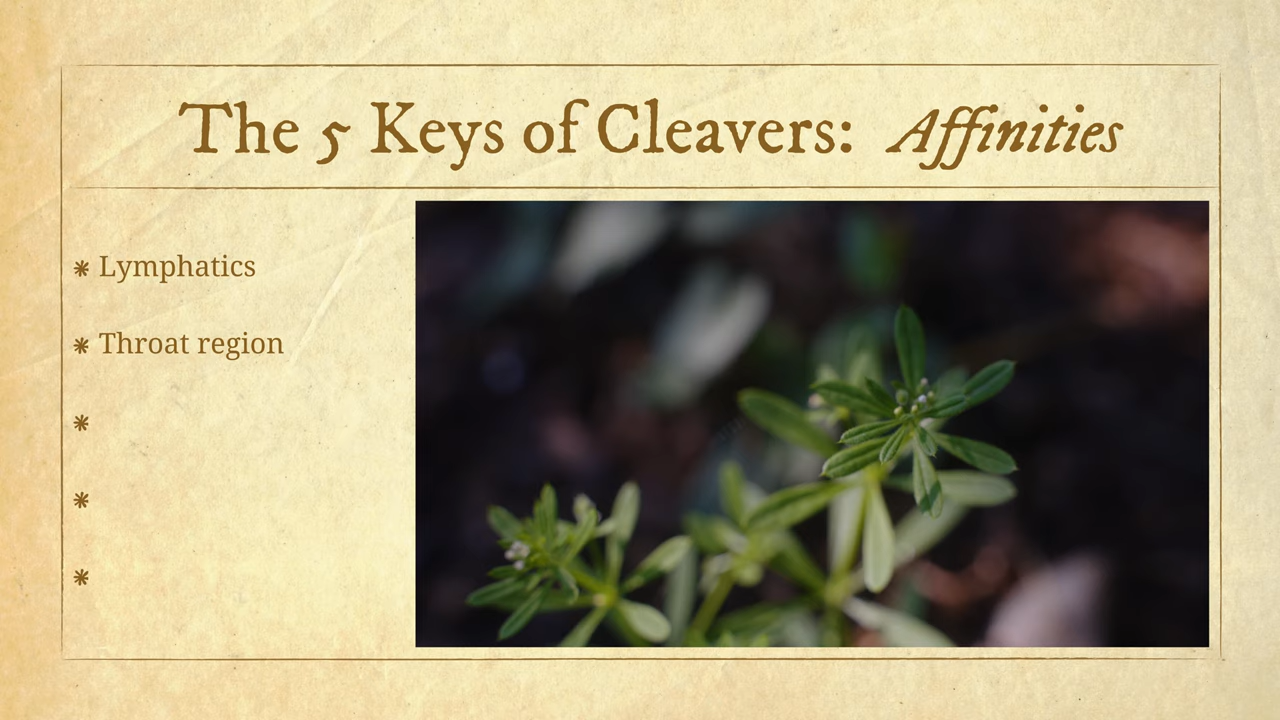 The 5 Keys of Cleavers: Affinities
Lymphatics
Throat region